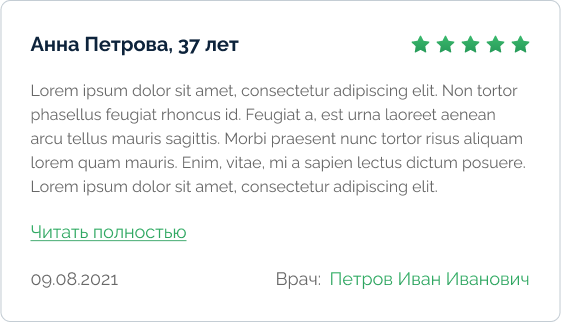 Анна Петрова, 37 лет
Lorem ipsum dolor sit amet, consectetur adipiscing elit. Non tortor
phasellus feugiat rhoncus id. Feugiat a, est urna laoreet aenean
arcu tellus mauris sagittis. Morbi praesent nunc tortor risus aliquam
lorem quam mauris. Enim, vitae, mi a sapien lectus dictum posuere.
Lorem ipsum dolor sit amet, consectetur adipiscing elit.
Читать полностью
09.08.2021 Врач: Петров Иван Иванович